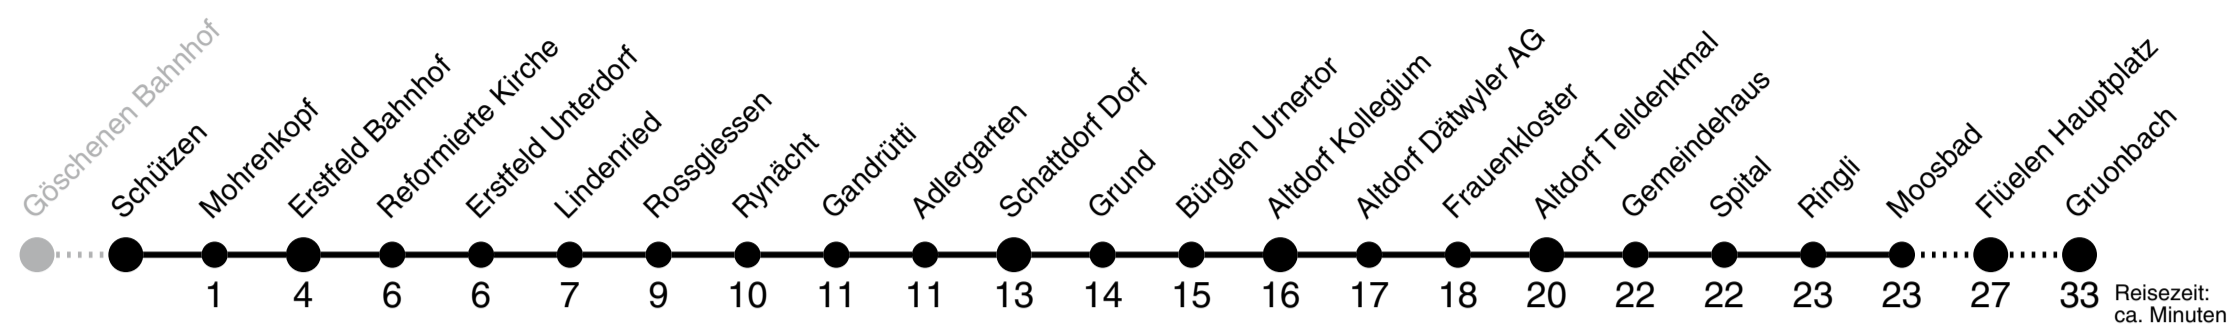 Göschenen Bahnhof
Schützen
Mohrenkopf
Erstfeld Bahnhof
Reformierte Kirche
Erstfeld Unterdorf
Lindenried
Rossgiessen
Rynächt
Gandrütti
Adlergarten
Schattdorf Dorf
Grund
Bürglen Urnertor
Altdorf Kollegium
Altdorf Dätwyler AG
Frauenkloster
Altdorf Telldenkmal
Gemeindehaus
Spital
Ringli
Moosbad
Flüelen Hauptplatz
Gruonbach
1 4 6 6 7 9 10 11 11 13 14 15 16 17 18 20 22 22 23 23 27 33
Reisezeit:
ca. Minuten